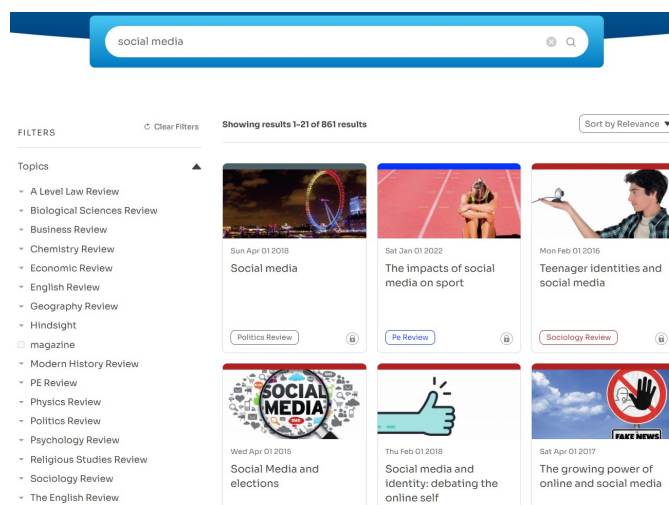 social media
FILTERS
Clear Filters
Showing results 1-21 of 861 results
Sort by Relevance
Topics
A Level Law Review
Biological Sciences Review
Business Review
Chemistry Review
Economic Review
English Review
Geography Review
Hindsight
magazine
Modern History Review
PE Review
Physics Review
Politics Review
Psychology Review
Religious Studies Review
Sociology Review
The English Review
Sun Apr 01 2018
Social media
Politics Review
Sat Jan 01 2022
The impacts of social
media on sport
Pe Review
Mon Feb 01 2016
Teenager identities and
social media
Sociology Review
SOCIAL
MEDIA
Wed Apr 01 2015
Social Media and
elections
Thu Feb 01 2018
Social media and
identity: debating the
online self
FAKE NEWS
Sat Apr 01 2017
The growing power of
online and social media